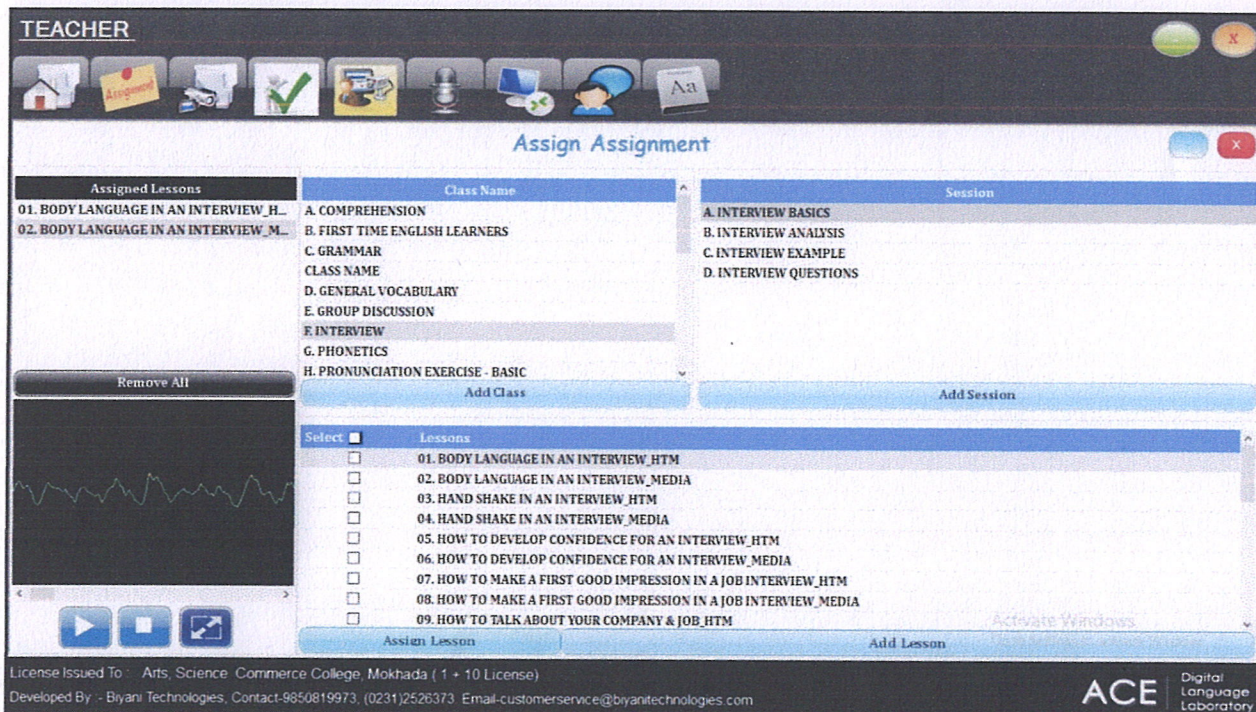 TEACHER
X
Assignment
Aa
Assign Assignment
X
Assigned Lessons
01. BODY LANGUAGE IN AN INTERVIEW_H...
02. BODY LANGUAGE IN AN INTERVIEW_M...
Remove All
Class Name
A. COMPREHENSION
B. FIRST TIME ENGLISH LEARNERS
C. GRAMMAR
CLASS NAME
D. GENERAL VOCABULARY
E. GROUP DISCUSSION
F. INTERVIEW
G. PHONETICS
H. PRONUNCIATION EXERCISE - BASIC
Add Class
Session
A. INTERVIEW BASICS
B. INTERVIEW ANALYSIS
C. INTERVIEW EXAMPLE
D. INTERVIEW QUESTIONS
Add Session
Select Lessons
01. BODY LANGUAGE IN AN INTERVIEW_HTM
02. BODY LANGUAGE IN AN INTERVIEW_MEDIA
03. HAND SHAKE IN AN INTERVIEW_HTM
04. HAND SHAKE IN AN INTERVIEW_MEDIA
05. HOW TO DEVELOP CONFIDENCE FOR AN INTERVIEW_HTM
06. HOW TO DEVELOP CONFIDENCE FOR AN INTERVIEW_MEDIA
07. HOW TO MAKE A FIRST GOOD IMPRESSION IN A JOB INTERVIEW_HTM
08. HOW TO MAKE A FIRST GOOD IMPRESSION IN A JOB INTERVIEW_MEDIA
09. HOW TO TALK ABOUT YOUR COMPANY & JOB_HTM
Activate Windows
Assign Lesson
Add Lesson
License Issued To : Arts, Science Commerce College, Mokhada ( 1 + 10 License)
Developed By :- Biyani Technologies, Contact-9850819973, (0231)2526373. Email-customerservice@biyanitechnologies.com
ACE
Digital
Language
Laboratory